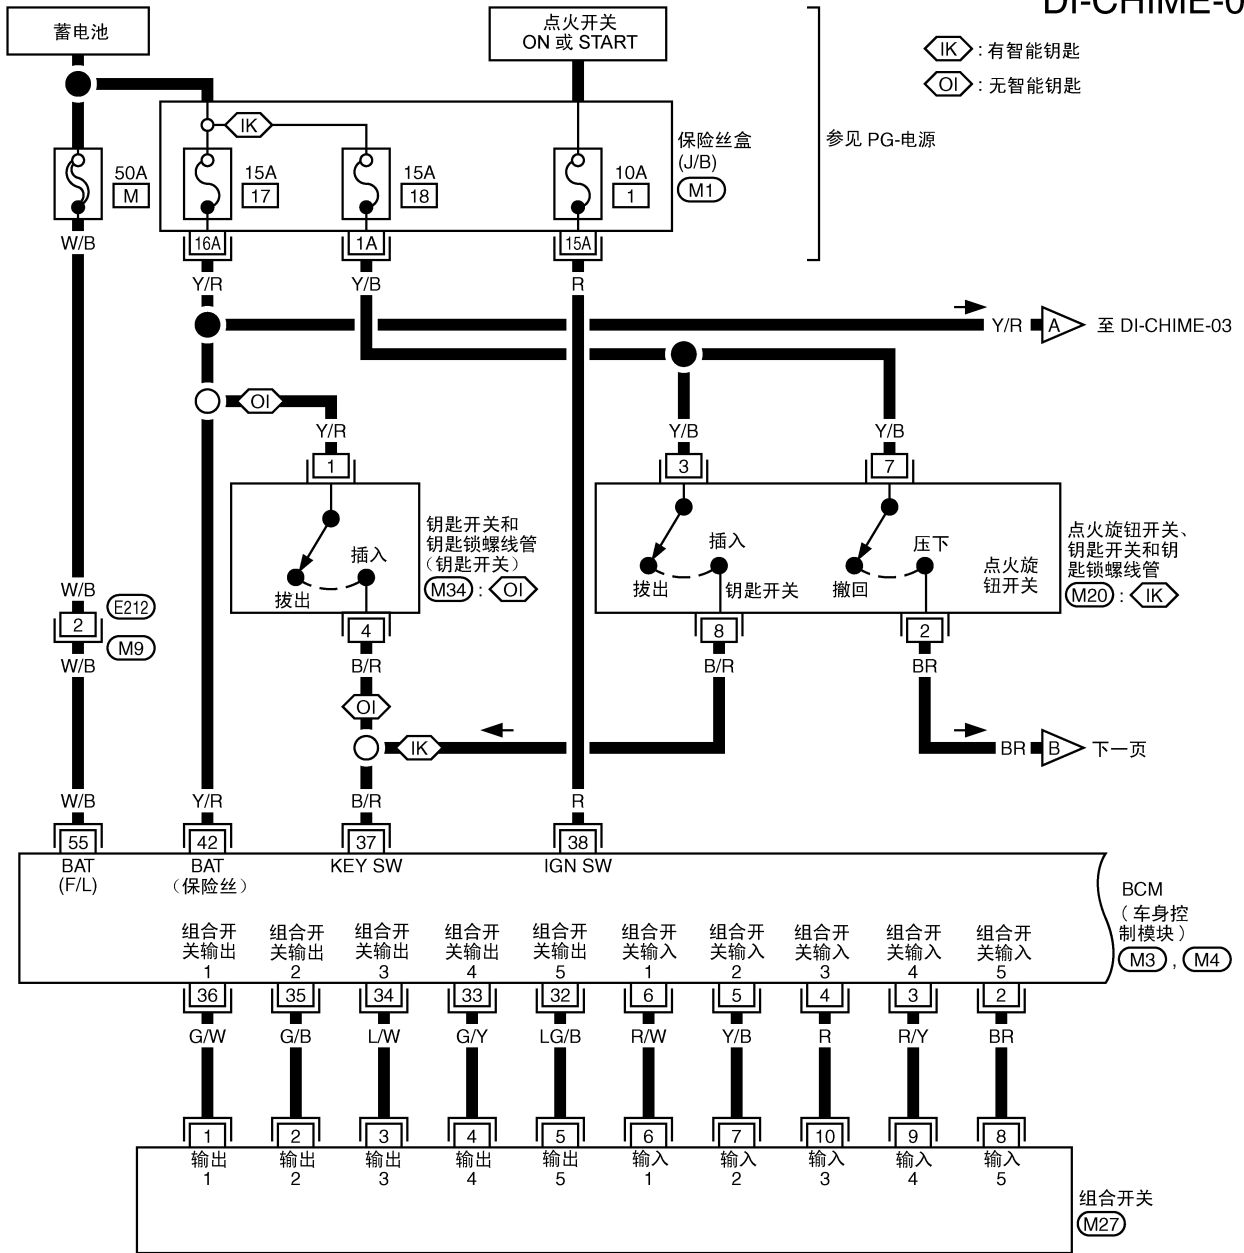 DI-CHIME-0
蓄电池
点火开关
ON 或 START
IK : 有智能钥匙
OI : 无智能钥匙
IK
保险丝盒
(J/B)
M1
参见 PG-电源
50A
M
15A
17
15A
18
10A
1
W/B
16A
1A
15A
Y/R
Y/B
R
Y/R
A
至 DI-CHIME-03
OI
Y/R
Y/B
Y/B
1
3
7
钥匙开关和
钥匙锁螺线管
（钥匙开关）
M34 : OI
插入
拔出
插入
拔出
钥匙开关
压下
撤回
点火旋
钮开关
点火旋钮开关、
钥匙开关和钥
匙锁螺线管
M20 : IK
W/B
2
E212
M9
W/B
4
8
2
B/R
B/R
BR
OI
IK
BR
B
下一页
W/B
Y/R
B/R
R
55
42
37
38
BAT
(F/L)
BAT
（保险丝）
KEY SW
IGN SW
BCM
（车身控
制模块）
M3 , M4
组合开
关输出
1
组合开
关输出
2
组合开
关输出
3
组合开
关输出
4
组合开
关输出
5
组合开
关输入
1
组合开
关输入
2
组合开
关输入
3
组合开
关输入
4
组合开
关输入
5
36
35
34
33
32
6
5
4
3
2
G/W
G/B
L/W
G/Y
LG/B
R/W
Y/B
R
R/Y
BR
1
2
3
4
5
6
7
10
9
8
输出
1
输出
2
输出
3
输出
4
输出
5
输入
1
输入
2
输入
3
输入
4
输入
5
组合开关
M27